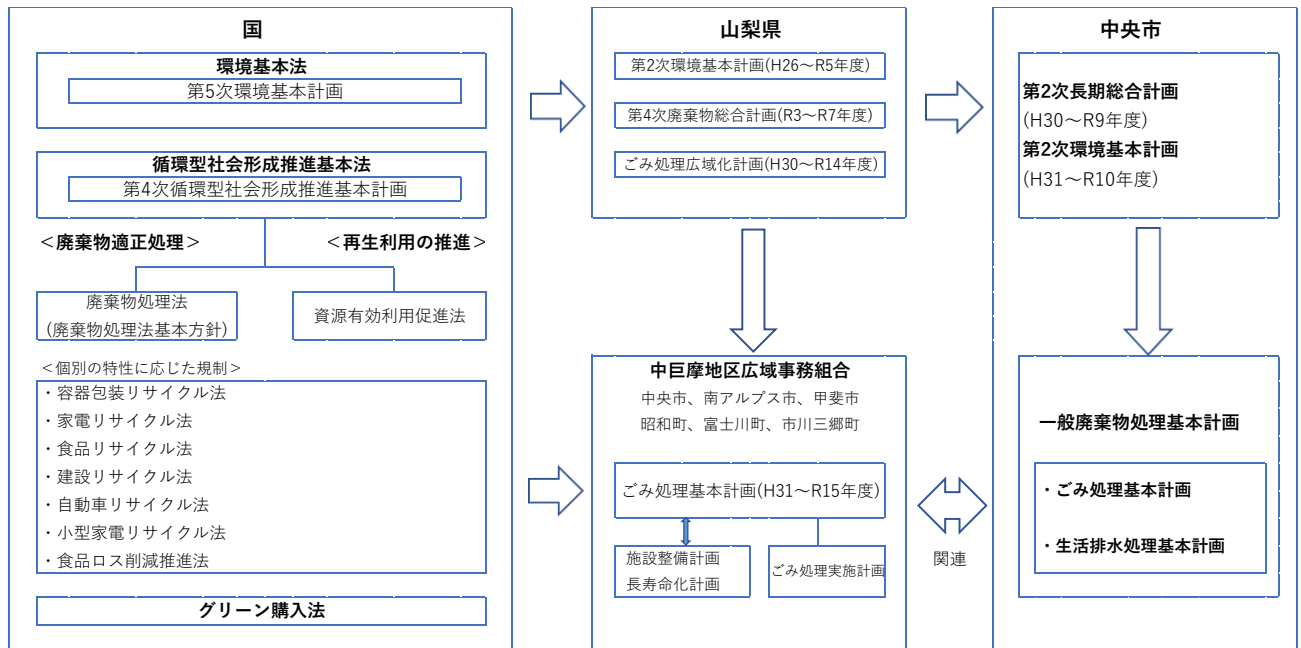 国
環境基本法
第5次環境基本計画
循環型社会形成推進基本法
第4次循環型社会形成推進基本計画
＜廃棄物適正処理＞
＜再生利用の推進＞
廃棄物処理法
(廃棄物処理法基本方針)
資源有効利用促進法
＜個別の特性に応じた規制＞
・容器包装リサイクル法
・家電リサイクル法
・食品リサイクル法
・建設リサイクル法
・自動車リサイクル法
・小型家電リサイクル法
・食品ロス削減推進法
グリーン購入法
山梨県
第2次環境基本計画(H26～R5年度)
第4次廃棄物総合計画(R3～R7年度)
ごみ処理広域化計画(H30～R14年度)
中巨摩地区広域事務組合
中央市、南アルプス市、甲斐市
昭和町、富士川町、市川三郷町
ごみ処理基本計画(H31～R15年度)
施設整備計画
長寿命化計画
ごみ処理実施計画
関連
中央市
第2次長期総合計画
(H30～R9年度)
第2次環境基本計画
(H31～R10年度)
一般廃棄物処理基本計画
・ごみ処理基本計画
・生活排水処理基本計画